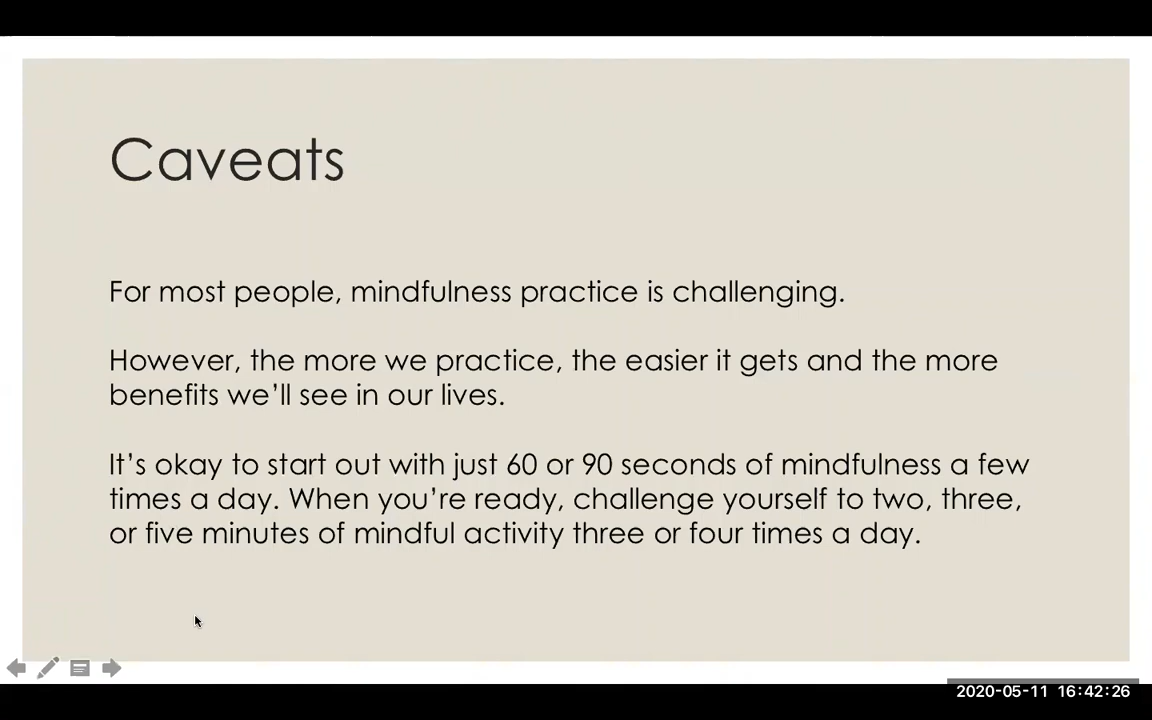 Caveats
For most people, mindfulness practice is challenging.
However, the more we practice, the easier it gets and the more
benefits we’ll see in our lives.
It’s okay to start out with just 60 or 90 seconds of mindfulness a few
times a day. When you’re ready, challenge yourself to two, three,
or five minutes of mindful activity three or four times a day.
2020-05-11 16:42:26